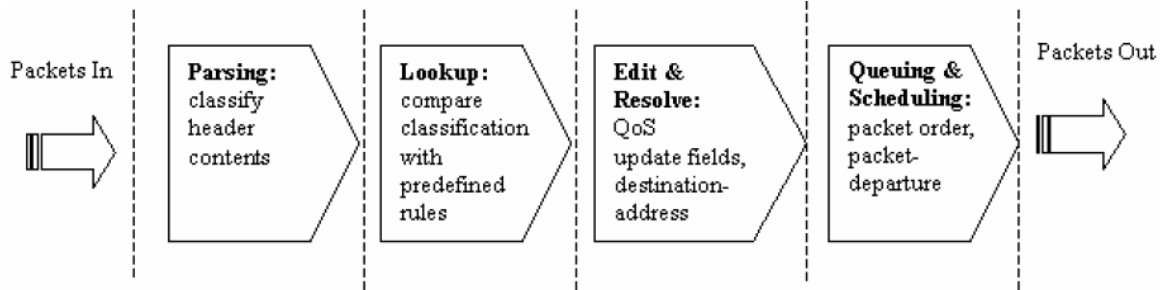 Packets In
Parsing:
classify
header
contents
Lookup:
compare
classification
with
predefined
rules
Edit &
Resolve:
QoS
update fields,
destination-
address
Queuing &
Scheduling:
packet order,
packet-
departure
Packets Out